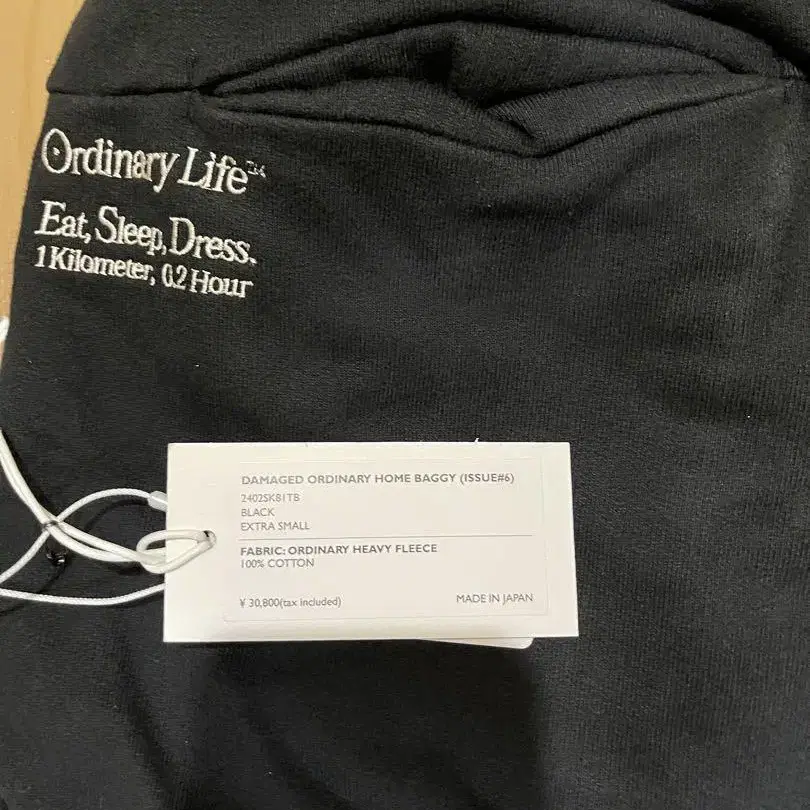 Ordinary Life™
Eat, Sleep, Dress.
1 Kilometer, 0.2 Hour
DAMAGED ORDINARY HOME BAGGY (ISSUE#6)
2402SK81TB
BLACK
EXTRA SMALL
FABRIC: ORDINARY HEAVY FLEECE
100% COTTON
¥ 30,800(tax included) MADE IN JAPAN